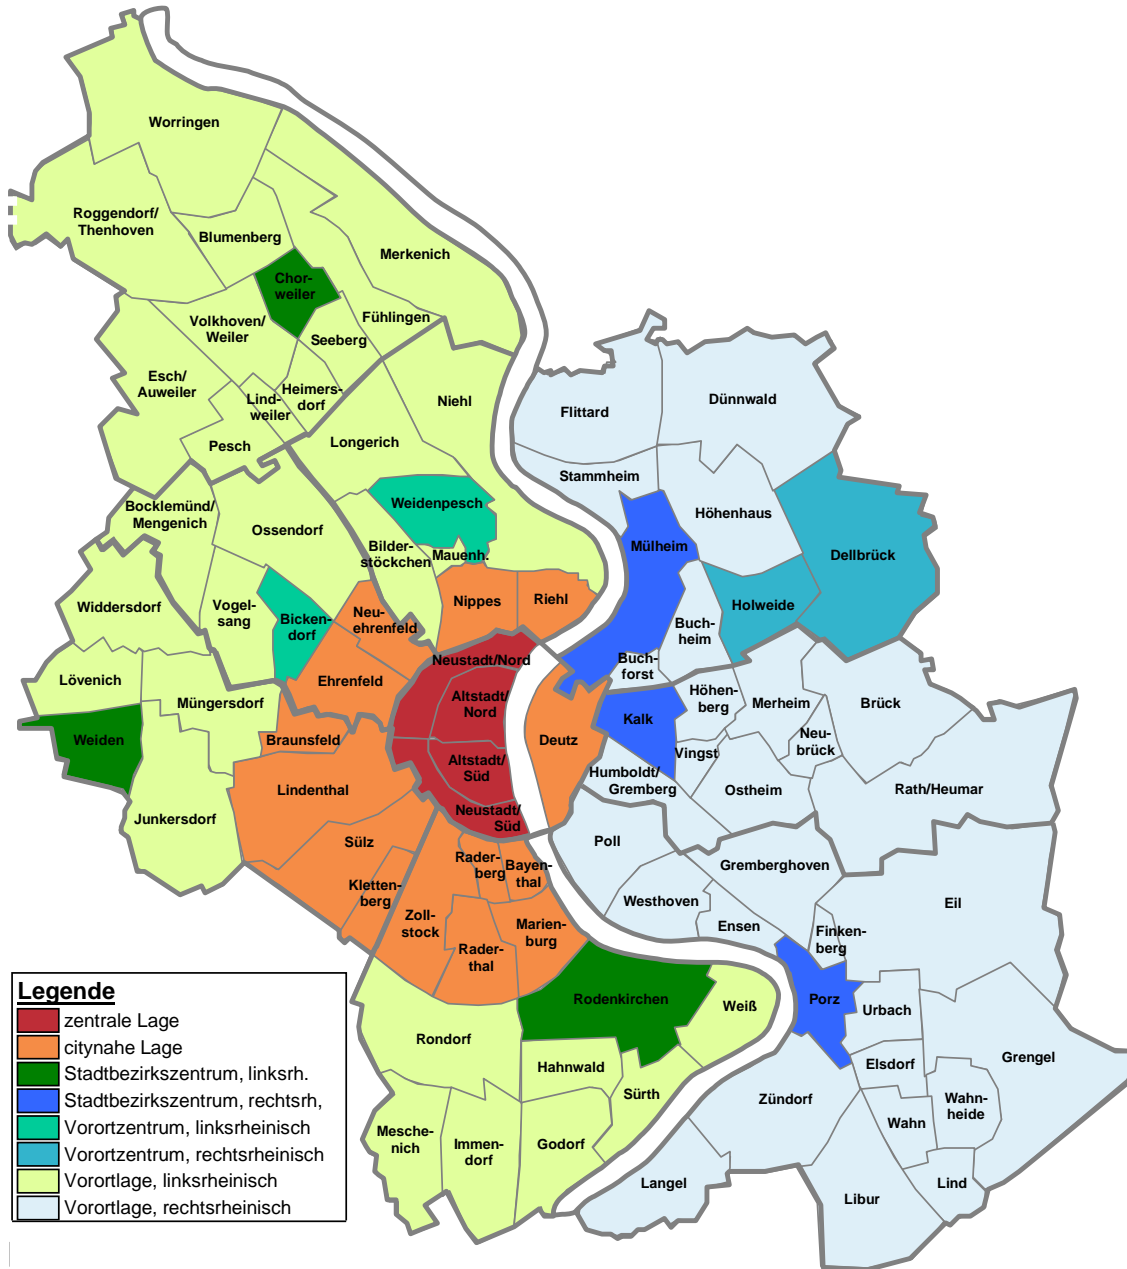 Worringen
Roggendorf/
Thenhoven
Blumenberg
Merkenich
Chor-
weiler
Fühlingen
Volkhoven/
Weiler
Seeberg
Esch/
Auweiler
Heimers-
dorf
Lind-
weiler
Niehl
Pesch
Longerich
Flittard
Dünnwald
Stammheim
Weidenpesch
Bocklemünd/
Mengenich
Ossendorf
Höhenhaus
Mülheim
Dellbrück
Bilder-
stöckchen
Mauenh.
Widdersdorf
Vogel-
sang
Bicken-
dorf
Neu-
ehrenfeld
Nippes
Riehl
Holweide
Buch-
heim
Neustadt/Nord
Buch-
forst
Lövenich
Ehrenfeld
Müngersdorf
Altstadt/
Nord
Höhen-
berg
Merheim
Brück
Weiden
Braunsfeld
Deutz
Kalk
Neu-
brück
Vingst
Altstadt/
Süd
Humboldt/
Gremberg
Lindenthal
Ostheim
Rath/Heumar
Junkersdorf
Neustadt/
Süd
Sülz
Poll
Rader-
berg
Bayen-
thal
Gremberghoven
Kletten-
berg
Westhoven
Eil
Zoll-
stock
Marien-
burg
Ensen
Finken-
berg
Rader-
thal
Rodenkirchen
Weiß
Porz
Urbach
Rondorf
Grengel
Hahnwald
Elsdorf
Sürth
Zündorf
Wahn-
heide
Wahn
Mesche-
nich
Immen-
dorf
Godorf
Langel
Libur
Lind
Legende
zentrale Lage
citynahe Lage
Stadtbezirkszentrum, linksrh.
Stadtbezirkszentrum, rechtsrh,
Vorortzentrum, linksrheinisch
Vorortzentrum, rechtsrheinisch
Vorortlage, linksrheinisch
Vorortlage, rechtsrheinisch